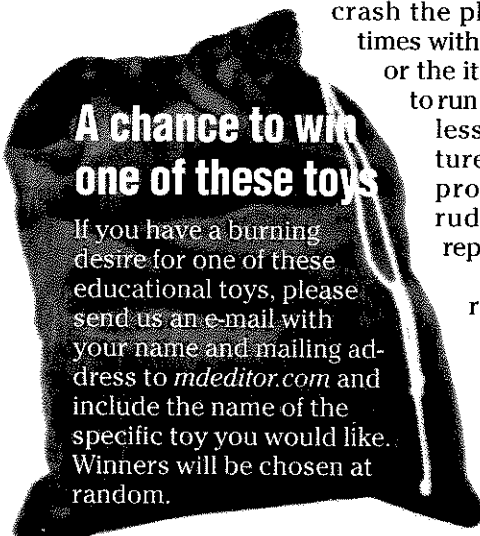 crash the pl
times with
or the it
to run
less
ture
pro
rud
rep
r
A chance to win
one of these toys
If you have a burning
desire for one of these
educational toys, please
send us an e-mail with
your name and mailing ad-
dress to mdeditor.com and
include the name of the
specific toy you would like.
Winners will be chosen at
random.